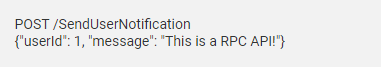 POST /SendUserNotification
{"userId": 1, "message": "This is a RPC API!"}